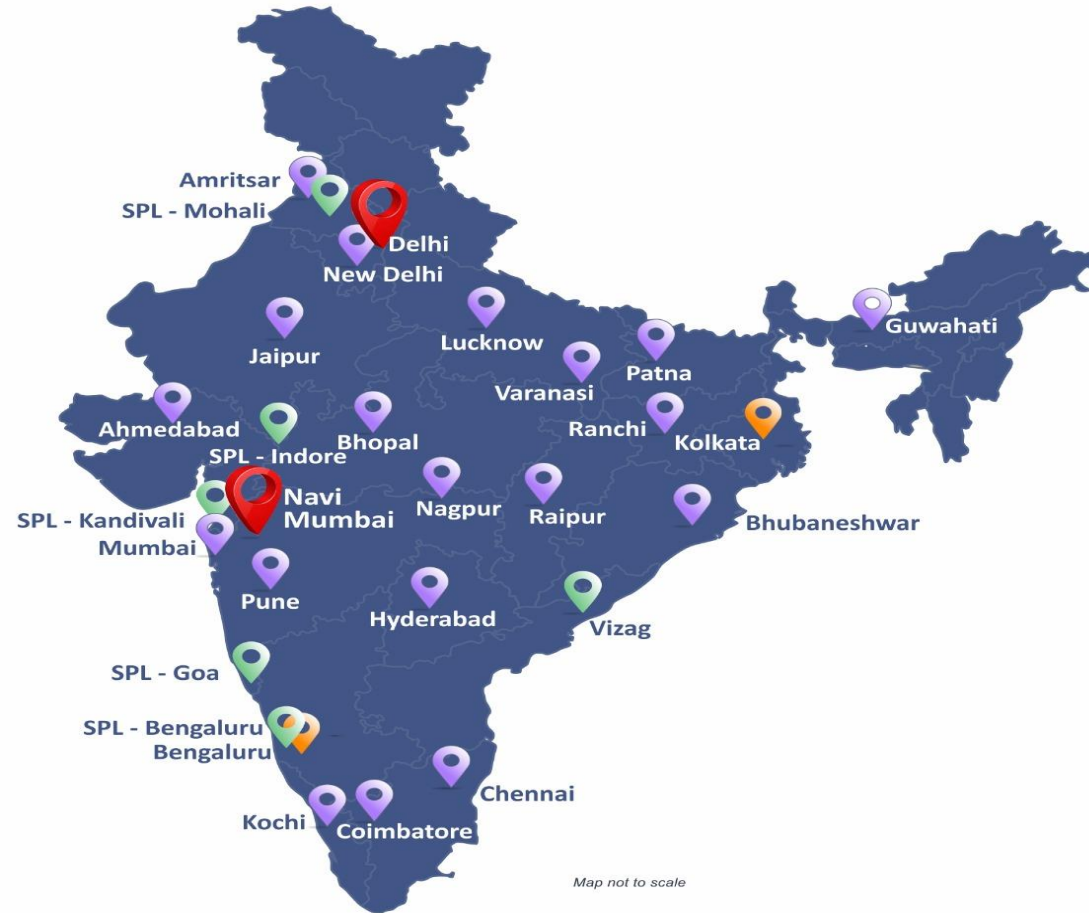 Amritsar
SPL - Mohali
Delhi
New Delhi
Jaipur
Lucknow
Guwahati
Patna
Varanasi
Ahmedabad
Bhopal
Ranchi
Kolkata
SPL - Indore
Navi
Mumbai
Nagpur
Raipur
SPL - Kandivali
Mumbai
Bhubaneshwar
Pune
Hyderabad
Vizag
SPL - Goa
SPL - Bengaluru
Bengaluru
Chennai
Kochi
Coimbatore
Map not to scale